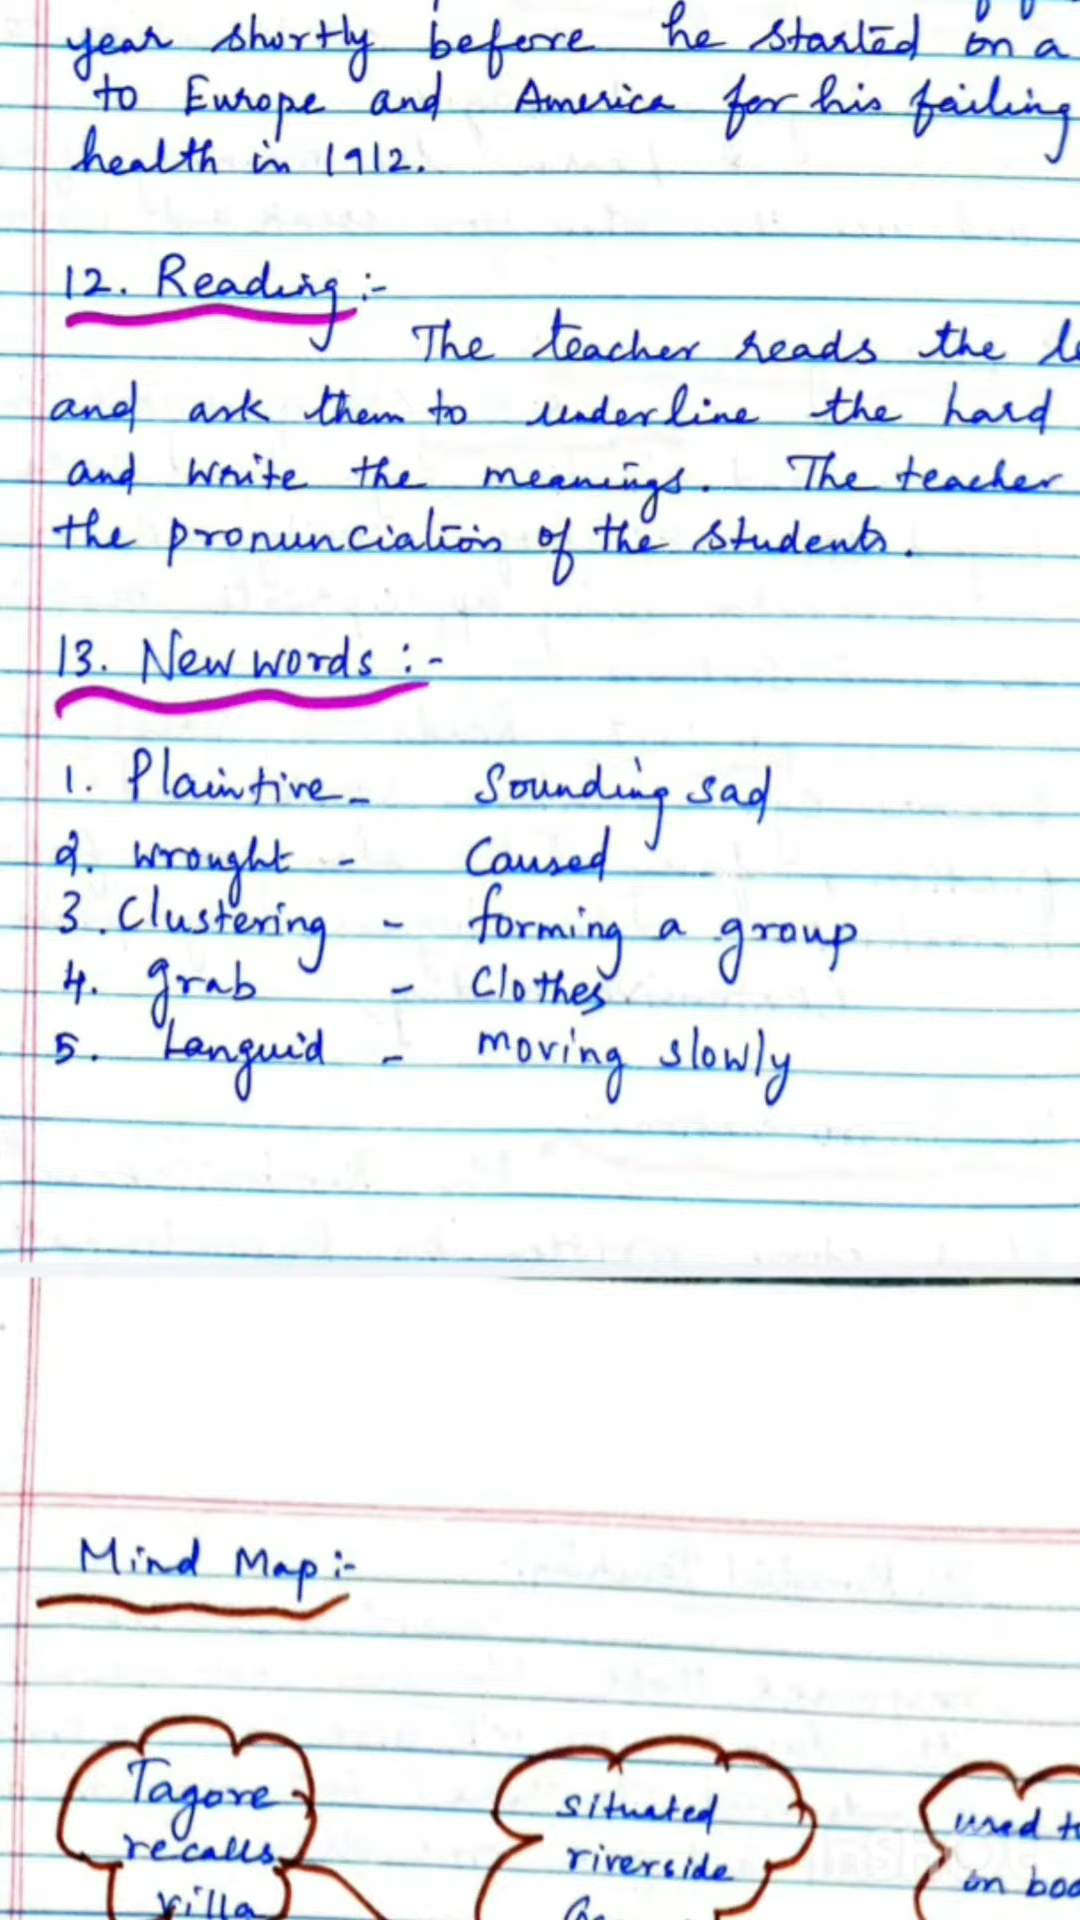 year shortly before he started on a
to Europe and America for his failing
health in 1912.
12. Reading :-
The teacher reads the
and ask them to underline the hard
and write the meanings. The teacher
the pronunciation of the students.
13. New words :-
1. Plaintive - Sounding sad
2. wrought - Caused
3. Clustering - forming a group
4. grab - Clothes
5. Languid - moving slowly
Mind Map :-
Tagore
recalls
villa
situated
riverside
used
in